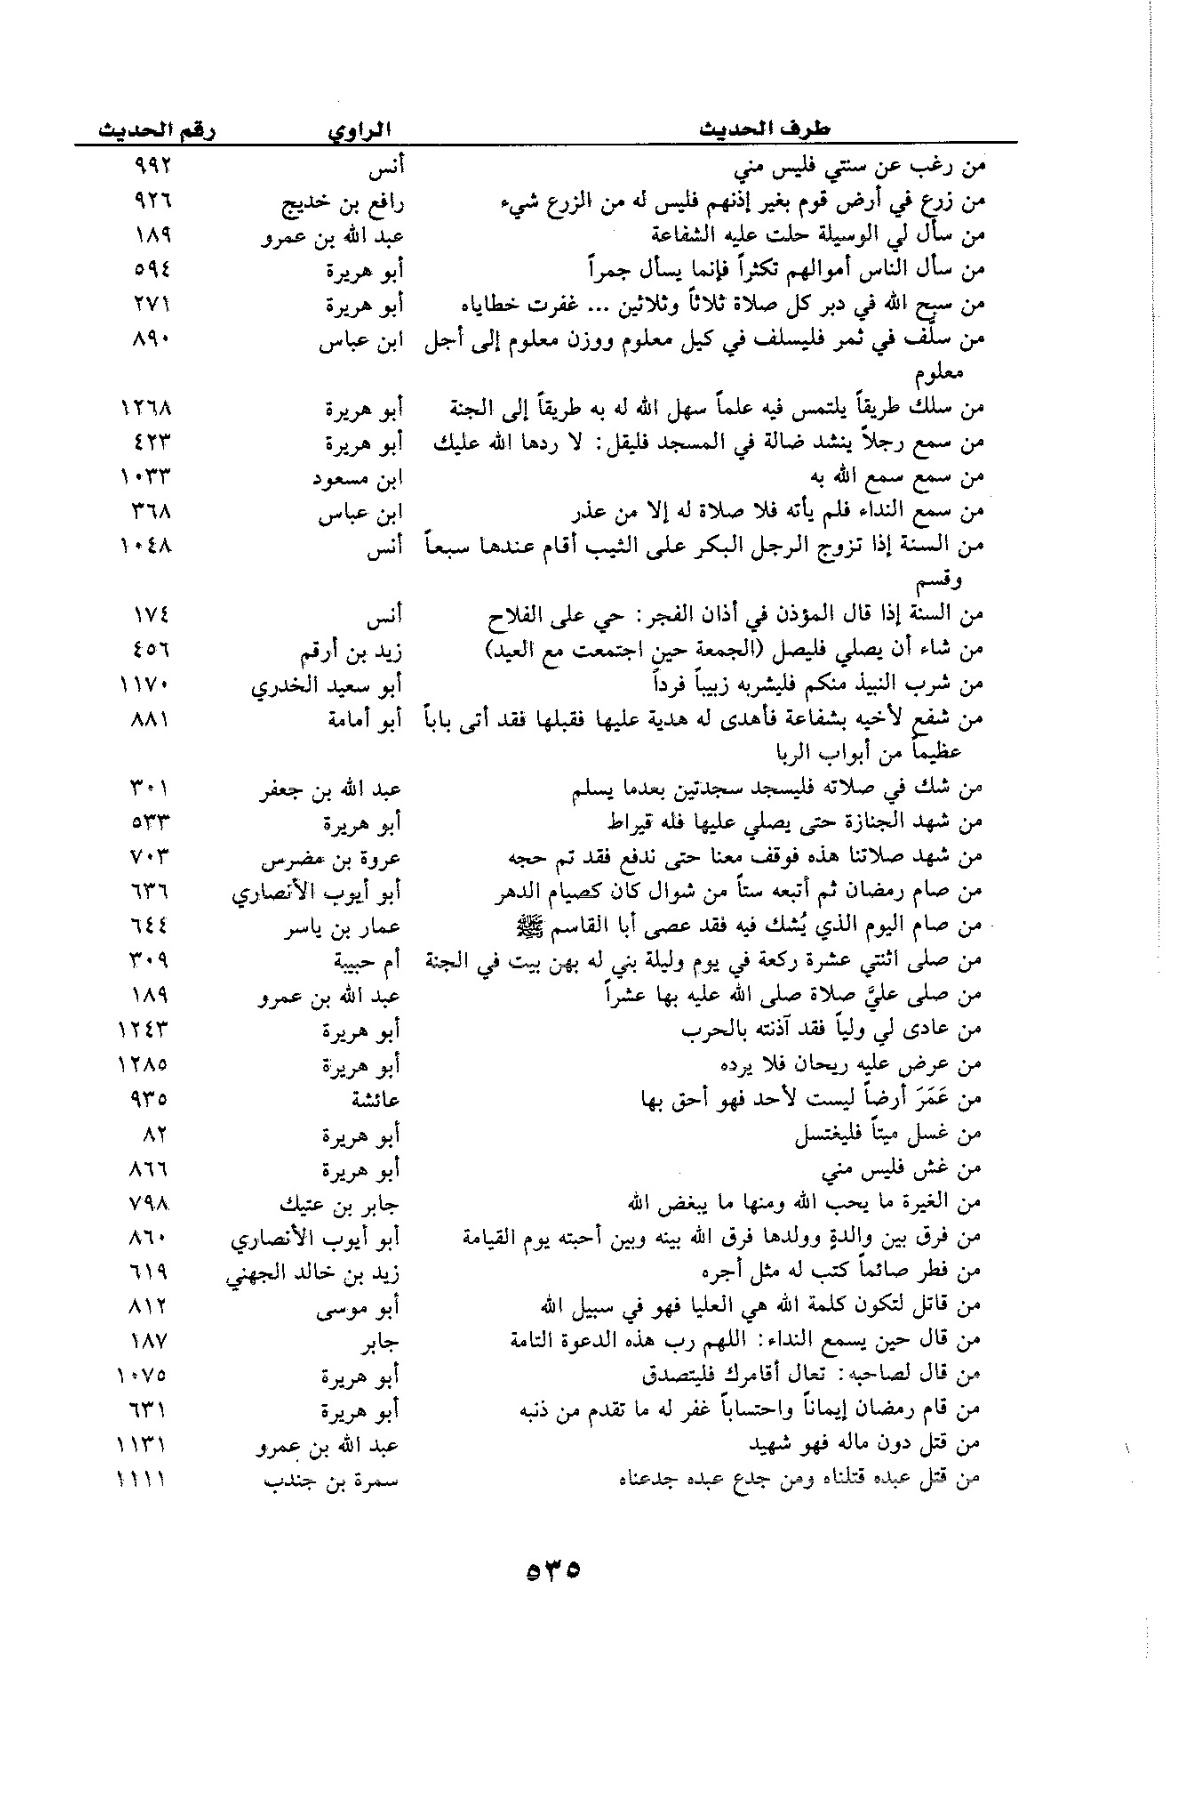 طرف الحديث الراوي رقم الحديث
من رغب عن سنتي فليس مني أنس ٩٩٢
من زرع في أرض قوم بغير إذنهم فليس له من الزرع شيء رافع بن خديج ٩٢٦
من سأل لي الوسيلة حلت عليه الشفاعة عبد الله بن عمرو ١٨٩
من سأل الناس أموالهم تكثراً فإنما يسأل جمراً أبو هريرة ٥٩٤
من سبح الله في دبر كل صلاة ثلاثاً وثلاثين ... غفرت خطاياه أبو هريرة ٢٧١
من سلَّف في ثمر فليسلف في كيل معلوم ووزن معلوم إلى أجل ابن عباس ٨٩٠
معلوم
من سلك طريقاً يلتمس فيه علماً سهل الله له به طريقاً إلى الجنة أبو هريرة ١٢٦٨
من سمع رجلاً ينشد ضالة في المسجد فليقل: لا ردها الله عليك أبو هريرة ٤٢٣
من سمع سمع الله به ابن مسعود ١٠٣٣
من سمع النداء فلم يأته فلا صلاة له إلا من عذر ابن عباس ٣٦٨
من السنة إذا تزوج الرجل البكر على الثيب أقام عندها سبعاً أنس ١٠٤٨
وقسم
من السنة إذا قال المؤذن في أذان الفجر: حي على الفلاح أنس ١٧٤
من شاء أن يصلي فليصل (الجمعة حين اجتمعت مع العيد) زيد بن أرقم ٤٥٦
من شرب النبيذ منكم فليشربه زبيباً فرداً أبو سعيد الخدري ١١٧٠
من شفع لأخيه بشفاعة فأهدى له هدية عليها فقبلها فقد أتى باباً أبو أمامة ٨٨١
عظيماً من أبواب الربا
من شك في صلاته فليسجد سجدتين بعدما يسلم عبد الله بن جعفر ٣٠١
من شهد الجنازة حتى يصلي عليها فله قيراط أبو هريرة ٥٣٣
من شهد صلاتنا هذه فوقف معنا حتى ندفع فقد تم حجه عروة بن مضرس ٧٠٣
من صام رمضان ثم أتبعه ستاً من شوال كان كصيام الدهر أبو أيوب الأنصاري ٦٣٦
من صام اليوم الذي يُشك فيه فقد عصى أبا القاسم ﷺ عمار بن ياسر ٦٤٤
من صلى اثنتي عشرة ركعة في يوم وليلة بني له بهن بيت في الجنة أم حبيبة ٣٠٩
من صلى عليَّ صلاة صلى الله عليه بها عشراً عبد الله بن عمرو ١٨٩
من عادى لي ولياً فقد آذنته بالحرب أبو هريرة ١٢٤٣
من عرض عليه ريحان فلا يرده أبو هريرة ١٢٨٥
من عَمَرَ أرضاً ليست لأحد فهو أحق بها عائشة ٩٣٥
من غسل ميتاً فليغتسل أبو هريرة ٨٢
من غش فليس مني أبو هريرة ٨٦٦
من الغيرة ما يحب الله ومنها ما يبغض الله جابر بن عتيك ٧٩٨
من فرق بين والدةٍ وولدها فرق الله بينه وبين أحبته يوم القيامة أبو أيوب الأنصاري ٨٦٠
من فطر صائماً كتب له مثل أجره زيد بن خالد الجهني ٦١٩
من قاتل لتكون كلمة الله هي العليا فهو في سبيل الله أبو موسى ٨١٢
من قال حين يسمع النداء: اللهم رب هذه الدعوة التامة جابر ١٨٧
من قال لصاحبه: تعال أقامرك فليتصدق أبو هريرة ١٠٧٥
من قام رمضان إيماناً واحتساباً غفر له ما تقدم من ذنبه أبو هريرة ٦٣١
من قتل دون ماله فهو شهيد عبد الله بن عمرو ١١٣١
من قتل عبده قتلناه ومن جدع عبده جدعناه سمرة بن جندب ١١١١
٥٣٥